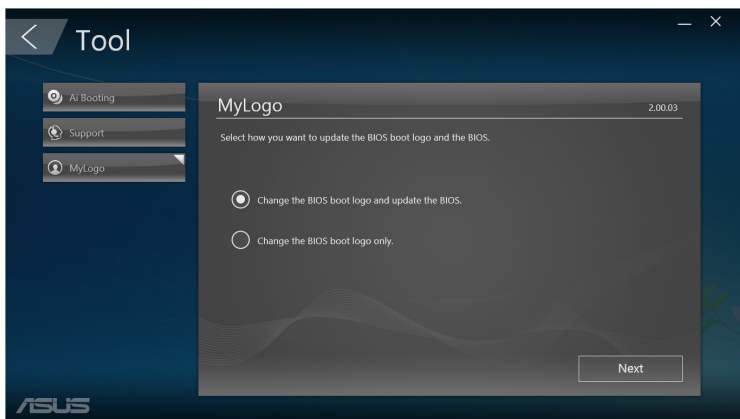 Tool
Ai Booting
Support
MyLogo
MyLogo
2.00.03
Select how you want to update the BIOS boot logo and the BIOS.
Change the BIOS boot logo and update the BIOS.
Change the BIOS boot logo only.
Next
ASUS